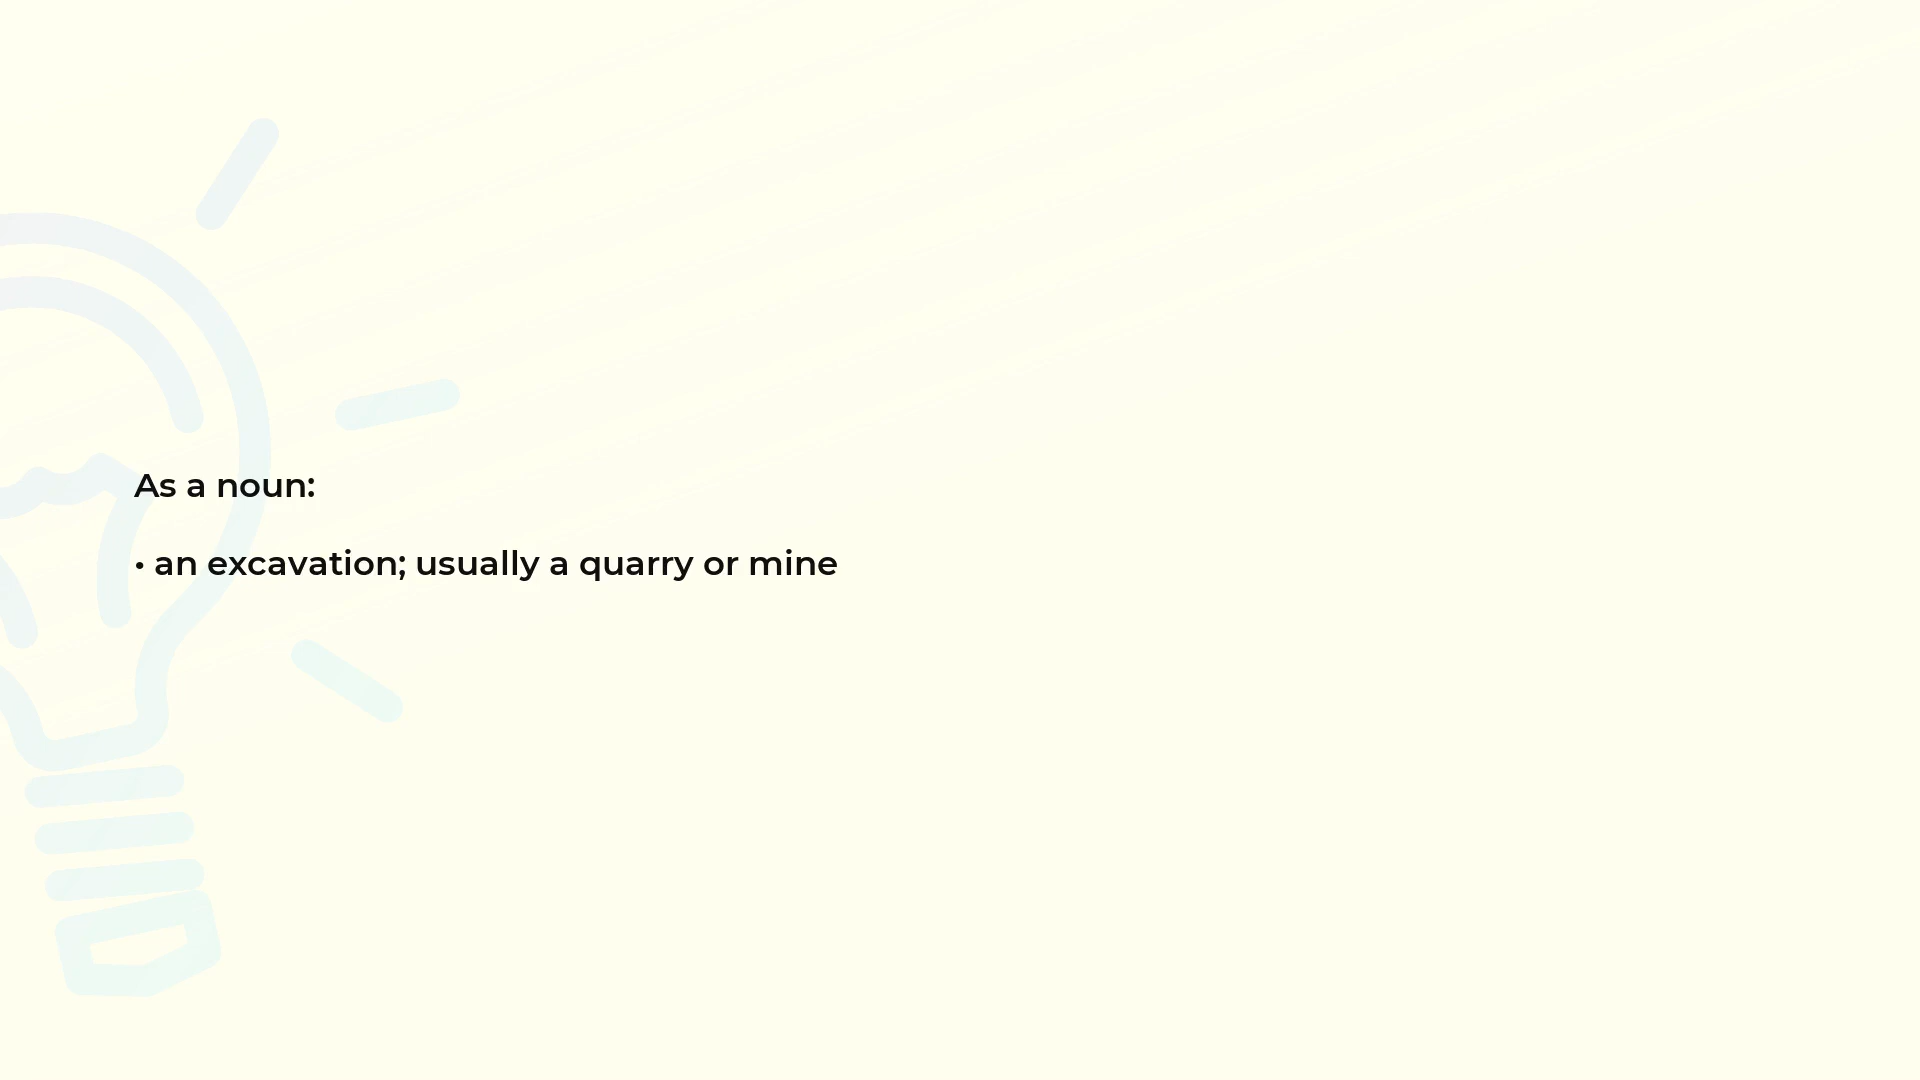 As a noun:
• an excavation; usually a quarry or mine